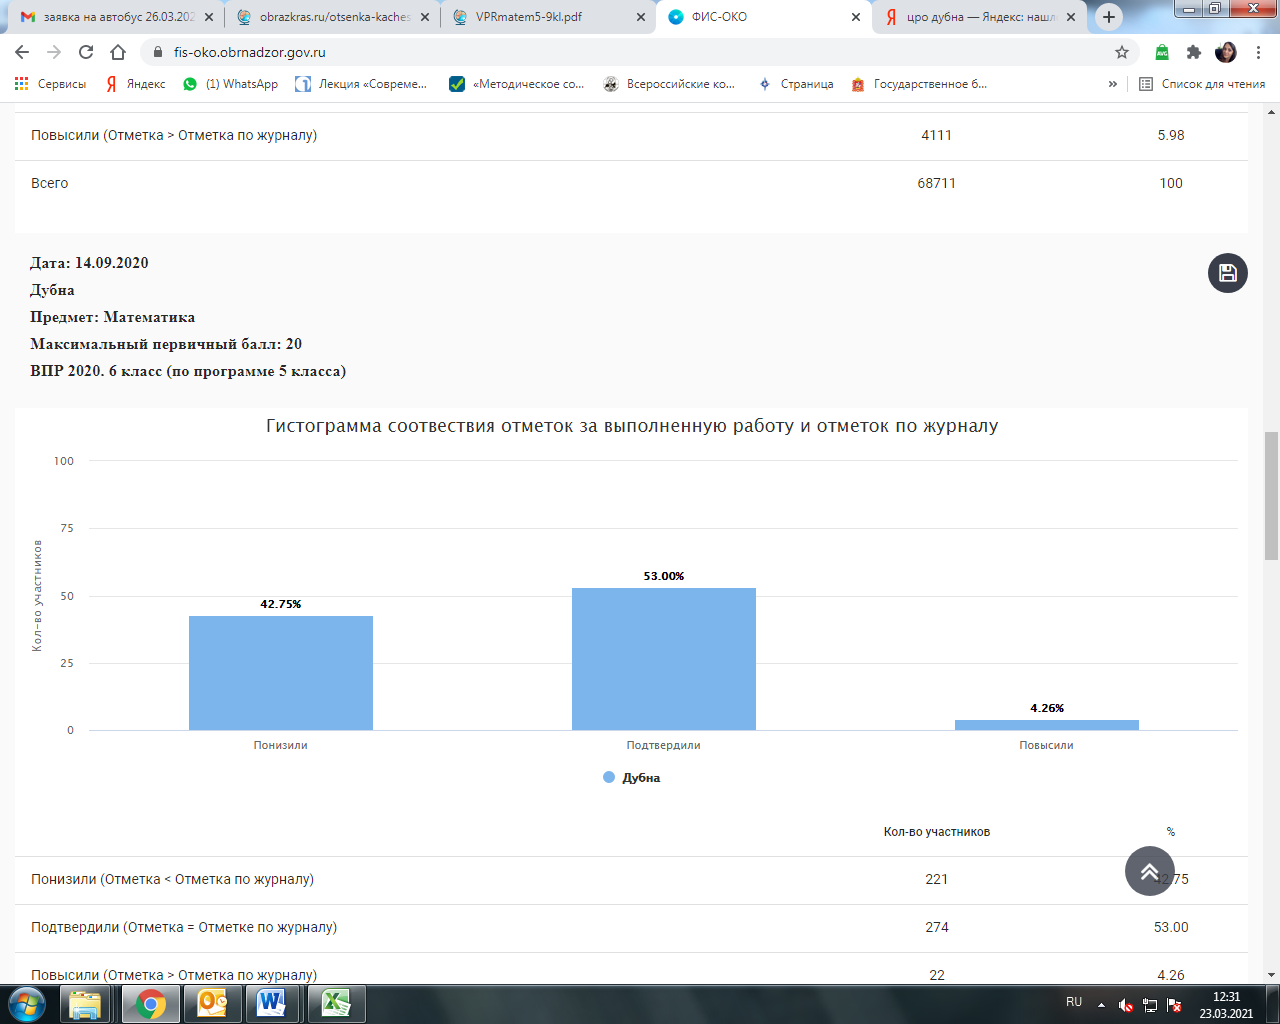 заявка на автобус 26.03.202
obrazkras.ru/otsenka-kaches
VPRmatem5-9kl.pdf
ФИС-ОКО
цро дубна — Яндекс: нашл
fis-oko.obrnadzor.gov.ru
Сервисы
Яндекс
(1) WhatsApp
Лекция «Совреме...
«Методическое со...
Всероссийские ко...
Страница
Государственное б...
»
Список для чтения
Повысили (Отметка > Отметка по журналу) 4111 5.98
Всего 68711 100
Дата: 14.09.2020
Дубна
Предмет: Математика
Максимальный первичный балл: 20
ВПР 2020. 6 класс (по программе 5 класса)
Гистограмма соотвествия отметок за выполненную работу и отметок по журналу
100
75
50
25
0
Кол-во участников
42.75%
53.00%
4.26%
Понизили
Подтвердили
Повысили
Дубна
Кол-во участников %
Понизили (Отметка < Отметка по журналу) 221 42.75
Подтвердили (Отметка = Отметке по журналу) 274 53.00
Повысили (Отметка > Отметка по журналу) 22 4.26
RU
12:31
23.03.2021